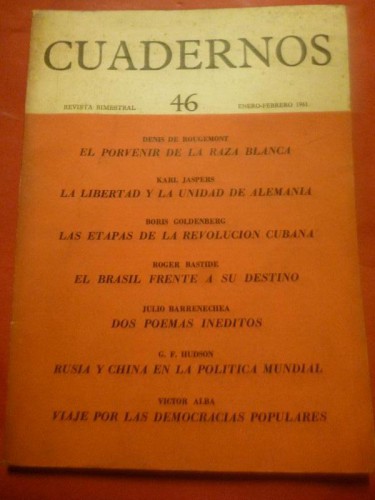 CUADERNOS
REVISTA BIMESTRAL 46 ENERO-FEBRERO 1961
DENIS DE ROUGEMONT
EL PORVENIR DE LA RAZA BLANCA
KARL JASPERS
LA LIBERTAD Y LA UNIDAD DE ALEMANIA
BORIS GOLDENBERG
LAS ETAPAS DE LA REVOLUCION CUBANA
ROGER BASTIDE
EL BRASIL FRENTE A SU DESTINO
JULIO BARRENECHEA
DOS POEMAS INEDITOS
G. F. HUDSON
RUSIA Y CHINA EN LA POLITICA MUNDIAL
VICTOR ALBA
VIAJE POR LAS DEMOCRACIAS POPULARES